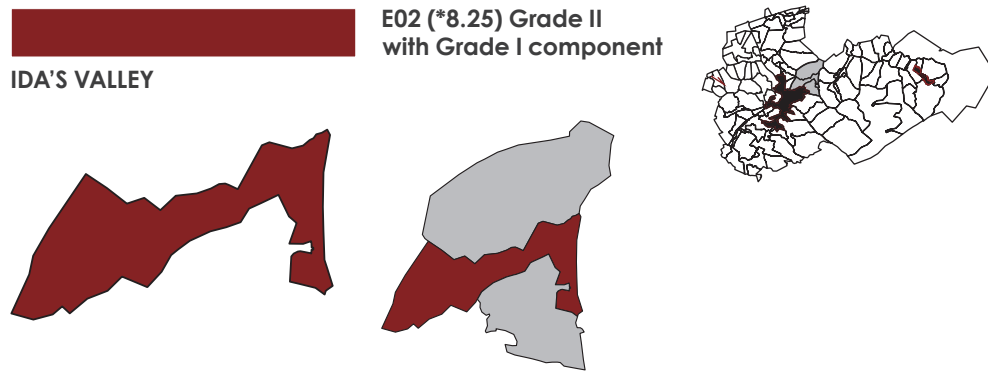 E02 (*8.25) Grade II
with Grade I component
IDA'S VALLEY